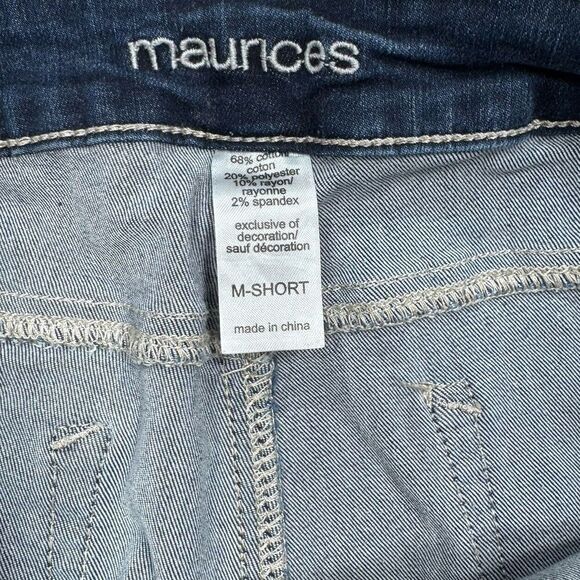 maurices
68% cotton/
coton
20% polyester
10% rayon/
rayonne
2% spandex
exclusive of
decoration/
sauf décoration
M-SHORT
made in china